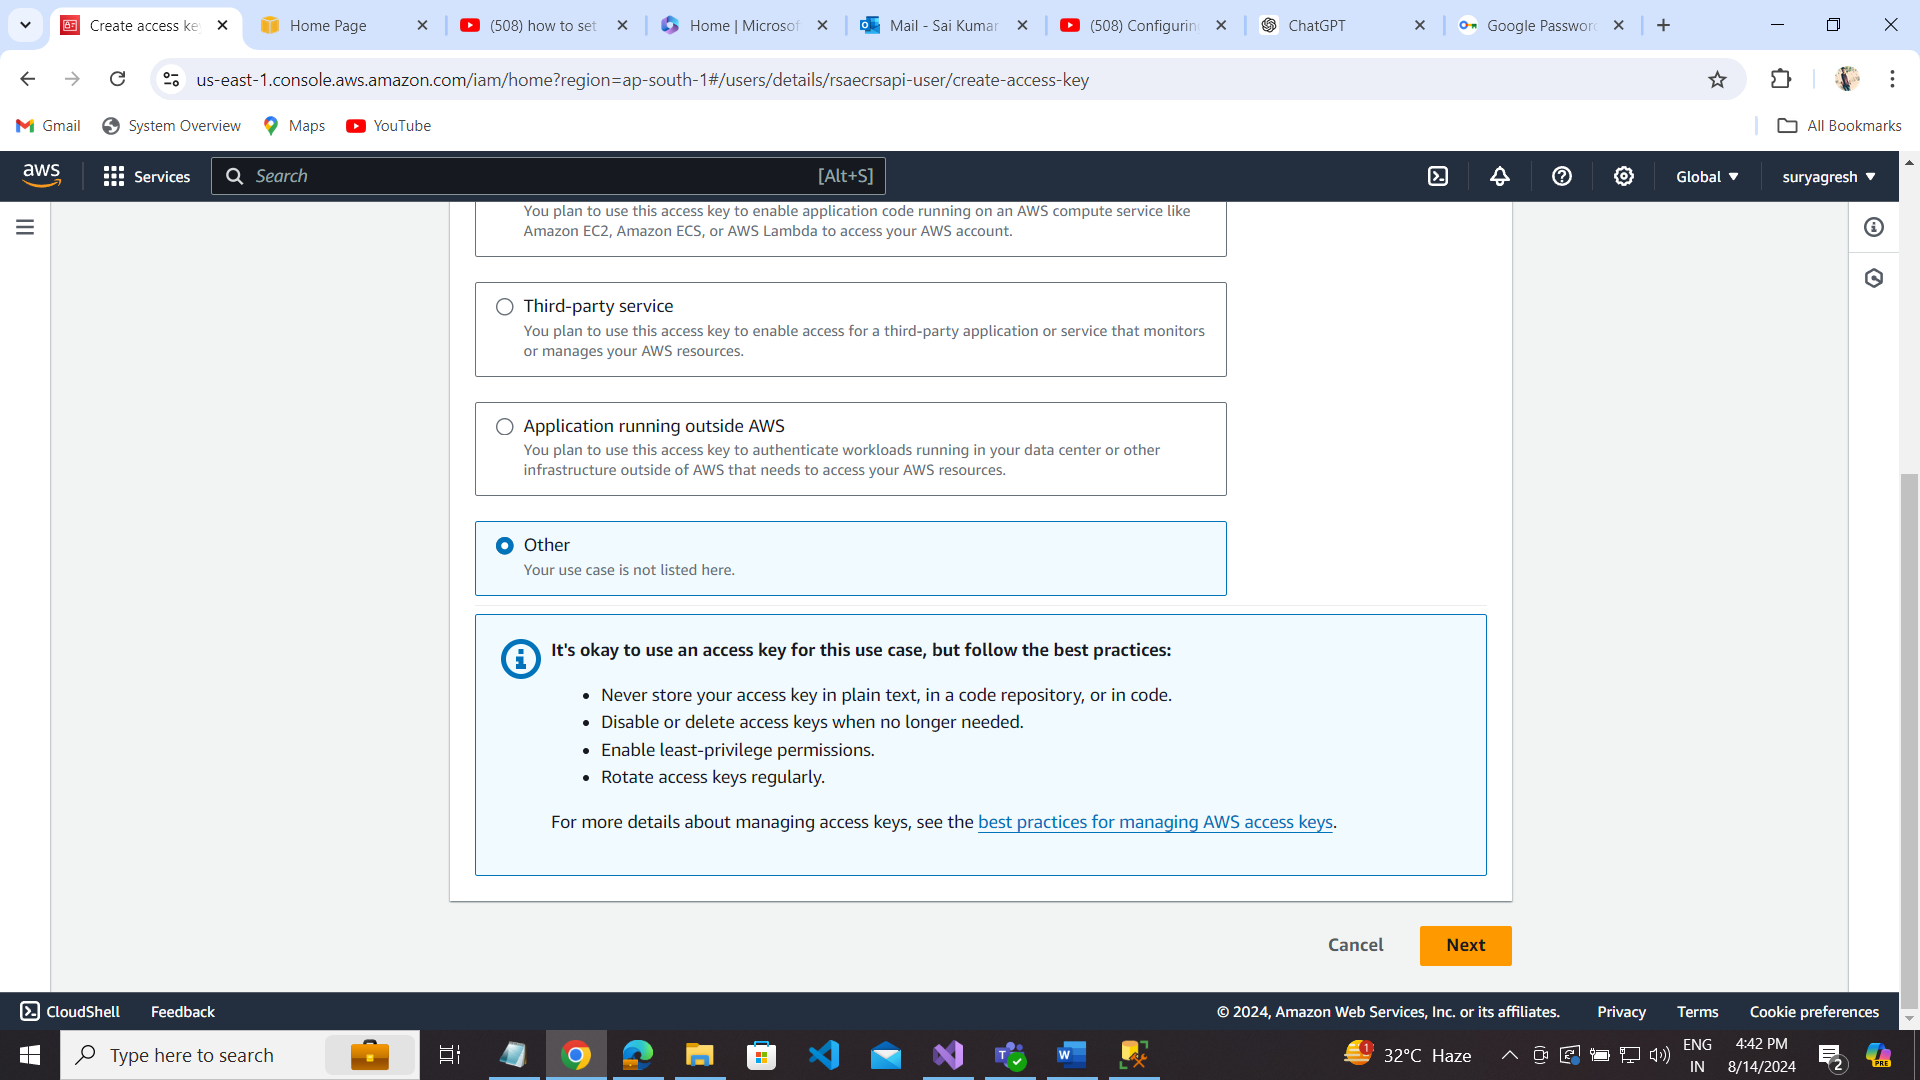 Create access ke
Home Page
(508) how to set
Home | Microsof
Mail - Sai Kumar
(508) Configurin
ChatGPT
Google Passwor
us-east-1.console.aws.amazon.com/iam/home?region=ap-south-1#/users/details/rsaecrsapi-user/create-access-key
Gmail
System Overview
Maps
YouTube
All Bookmarks
aws
Services
Search
[Alt+S]
Global
suryagresh
You plan to use this access key to enable application code running on an AWS compute service like
Amazon EC2, Amazon ECS, or AWS Lambda to access your AWS account.
Third-party service
You plan to use this access key to enable access for a third-party application or service that monitors
or manages your AWS resources.
Application running outside AWS
You plan to use this access key to authenticate workloads running in your data center or other
infrastructure outside of AWS that needs to access your AWS resources.
Other
Your use case is not listed here.
It's okay to use an access key for this use case, but follow the best practices:
• Never store your access key in plain text, in a code repository, or in code.
• Disable or delete access keys when no longer needed.
• Enable least-privilege permissions.
• Rotate access keys regularly.
For more details about managing access keys, see the best practices for managing AWS access keys.
Cancel
Next
CloudShell
Feedback
© 2024, Amazon Web Services, Inc. or its affiliates.
Privacy
Terms
Cookie preferences
Type here to search
1
32°C Haze
ENG
IN
4:42 PM
8/14/2024
2
PRE